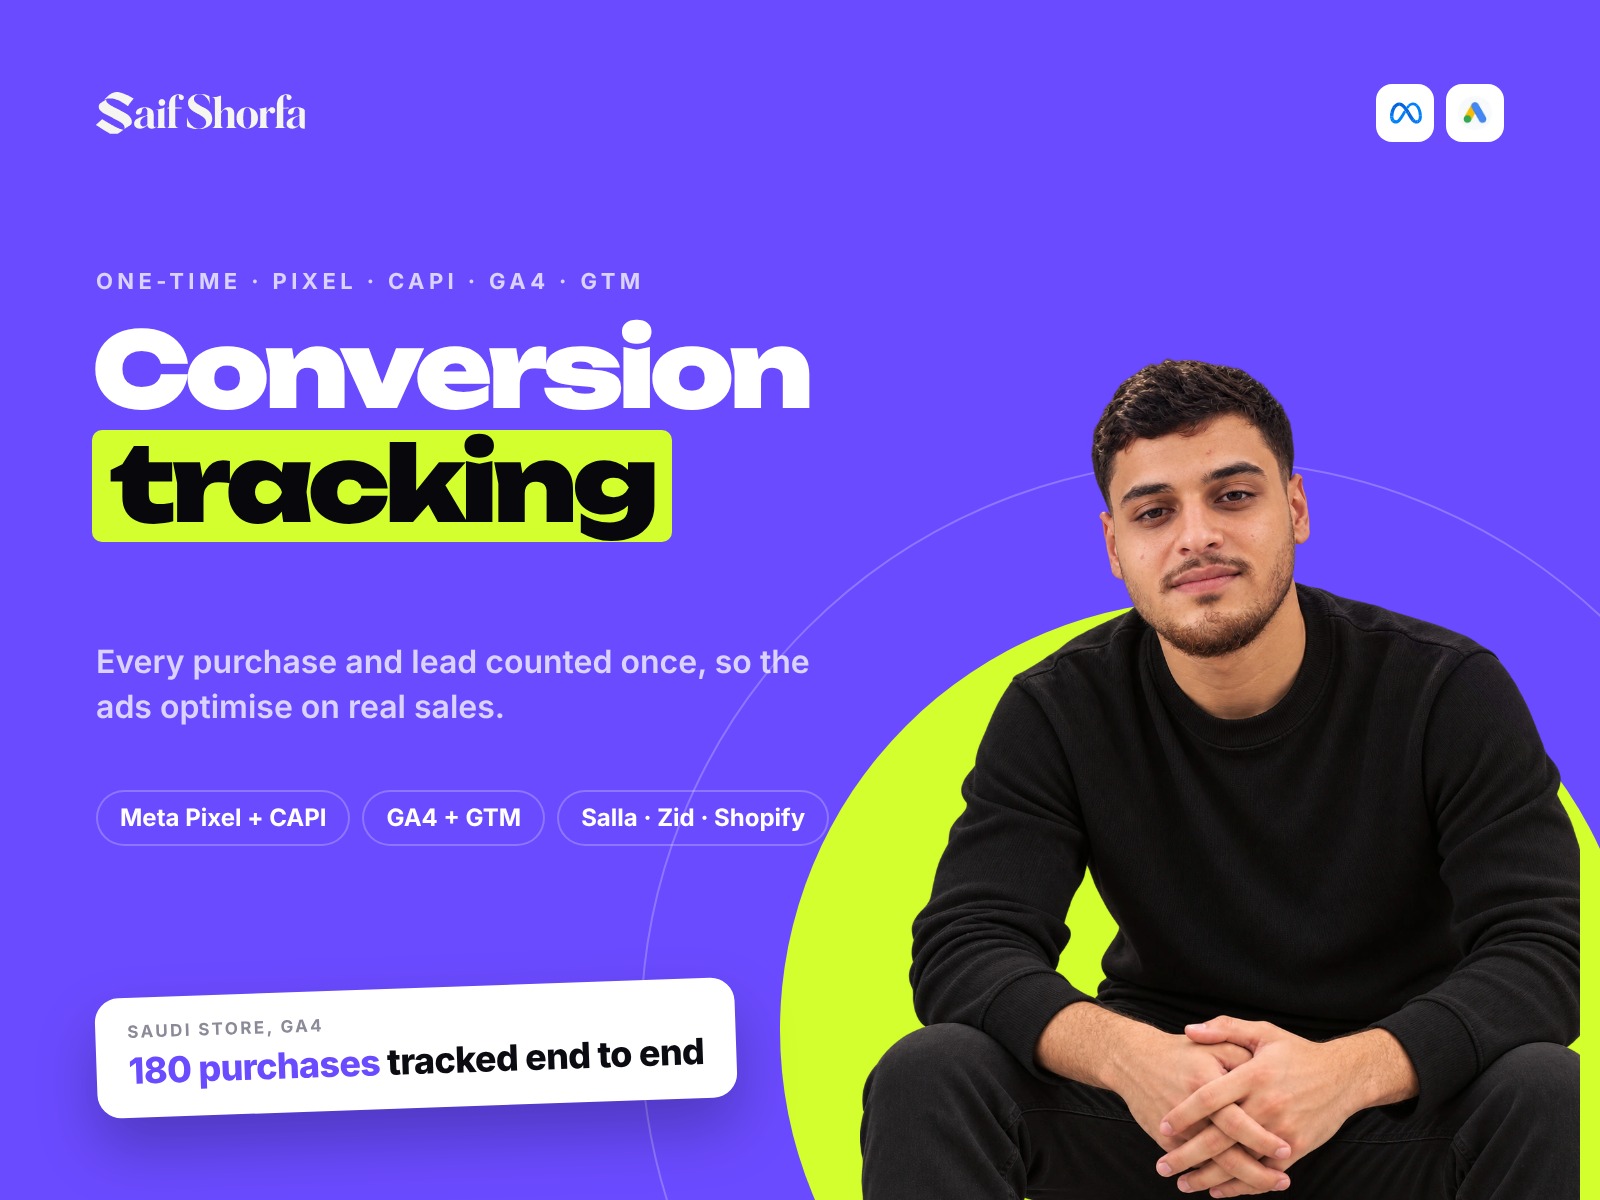 Saif Shorfa
ONE-TIME · PIXEL · CAPI · GA4 · GTM
Conversion
tracking
Every purchase and lead counted once, so the
ads optimise on real sales.
Meta Pixel + CAPI
GA4 + GTM
Salla · Zid · Shopify
SAUDI STORE, GA4
180 purchases tracked end to end